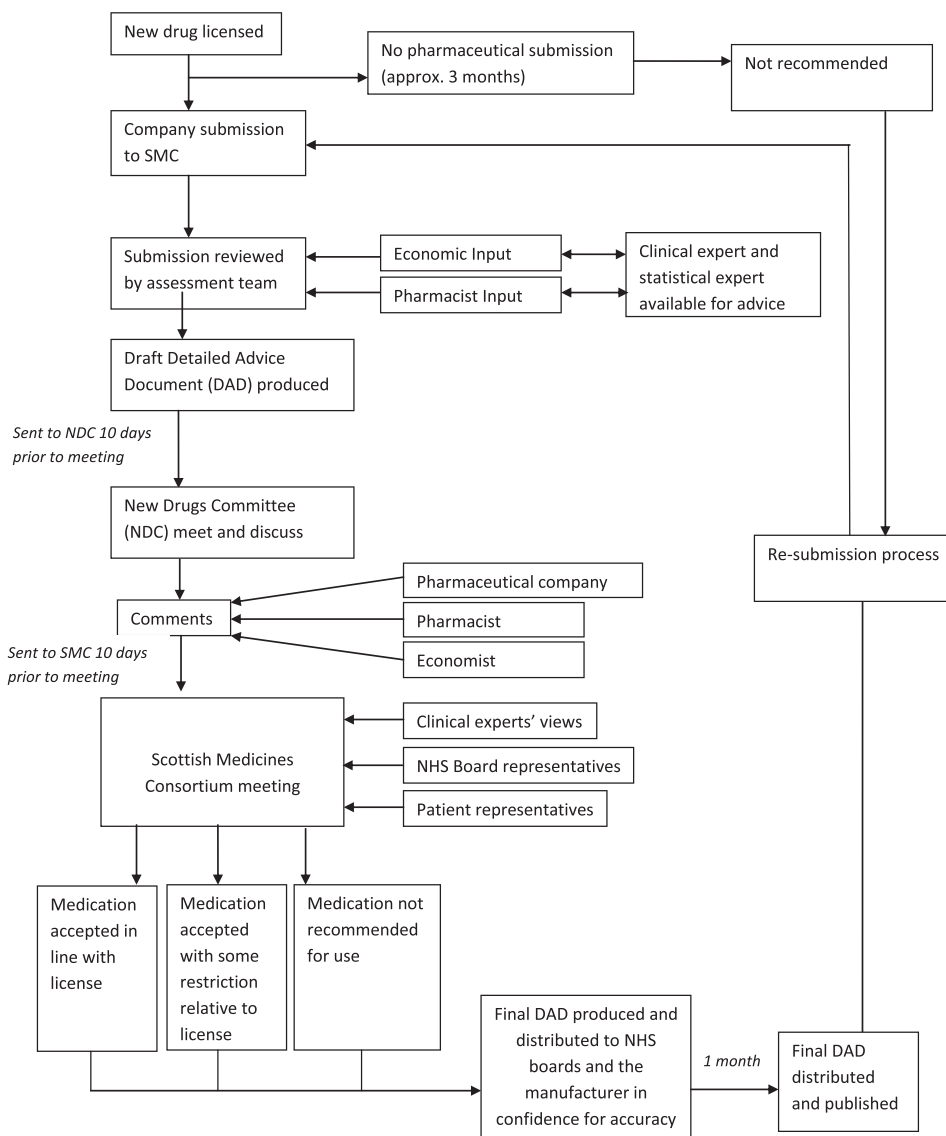 New drug licensed
No pharmaceutical submission
(approx. 3 months)
Not recommended
Company submission
to SMC
Submission reviewed
by assessment team
Economic Input
Pharmacist Input
Clinical expert and
statistical expert
available for advice
Draft Detailed Advice
Document (DAD) produced
Sent to NDC 10 days
prior to meeting
New Drugs Committee
(NDC) meet and discuss
Re-submission process
Comments
Pharmaceutical company
Pharmacist
Economist
Sent to SMC 10 days
prior to meeting
Scottish Medicines
Consortium meeting
Clinical experts’ views
NHS Board representatives
Patient representatives
Medication
accepted in
line with
license
Medication
accepted
with some
restriction
relative to
license
Medication not
recommended
for use
Final DAD produced and
distributed to NHS
boards and the
manufacturer in
confidence for accuracy
1 month
Final DAD
distributed
and published